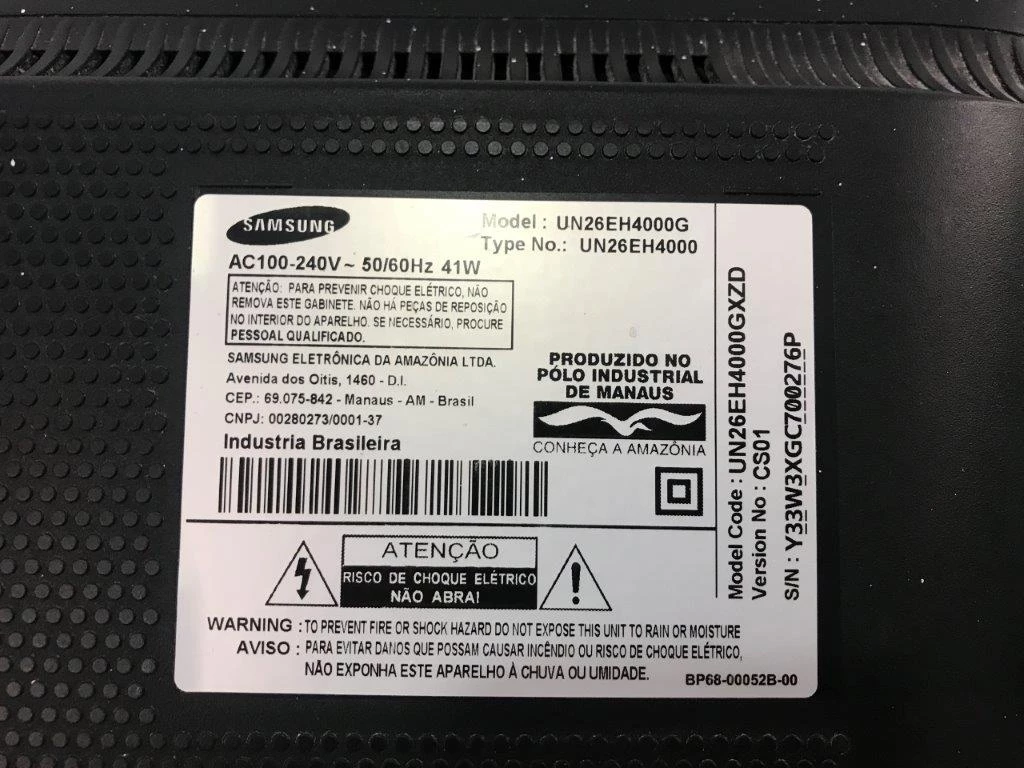 SAMSUNG
Model : UN26EH4000G
Type No.: UN26EH4000
AC100-240V~ 50/60Hz 41W
ATENÇÃO: PARA PREVENIR CHOQUE ELÉTRICO, NÃO
REMOVA ESTE GABINETE. NÃO HÁ PEÇAS DE REPOSIÇÃO
NO INTERIOR DO APARELHO. SE NECESSÁRIO, PROCURE
PESSOAL QUALIFICADO.
SAMSUNG ELETRÔNICA DA AMAZÔNIA LTDA.
Avenida dos Oitis, 1460 - D.I.
CEP.: 69.075-842 - Manaus - AM - Brasil
CNPJ: 00280273/0001-37
Industria Brasileira
PRODUZIDO NO
PÓLO INDUSTRIAL
DE MANAUS
CONHEÇA A AMAZÔNIA
ATENÇÃO
RISCO DE CHOQUE ELÉTRICO
NÃO ABRA!
WARNING : TO PREVENT FIRE OR SHOCK HAZARD DO NOT EXPOSE THIS UNIT TO RAIN OR MOISTURE
AVISO : PARA EVITAR DANOS QUE POSSAM CAUSAR INCÊNDIO OU RISCO DE CHOQUE ELÉTRICO,
NÃO EXPONHA ESTE APARELHO À CHUVA OU UMIDADE.
BP68-00052B-00
Model Code : UN26EH4000GXZD
Version No : CS01
S/N : Y33W3XGC700276P